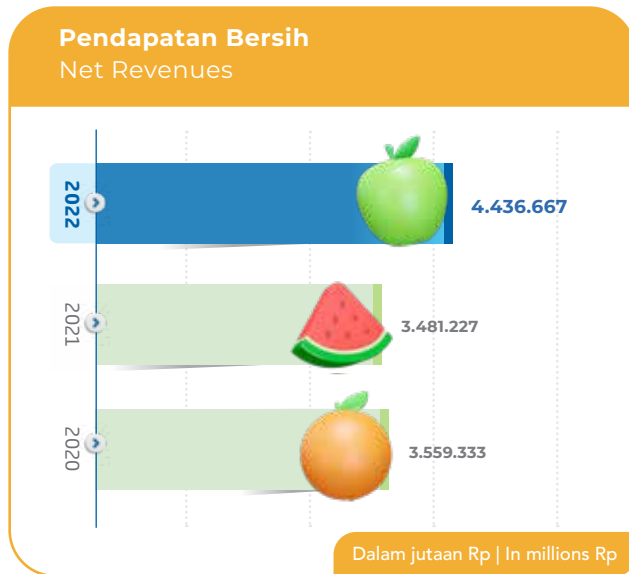 Pendapatan Bersih
Net Revenues
2022
4.436.667
2021
3.481.227
2020
3.559.333
Dalam jutaan Rp | In millions Rp